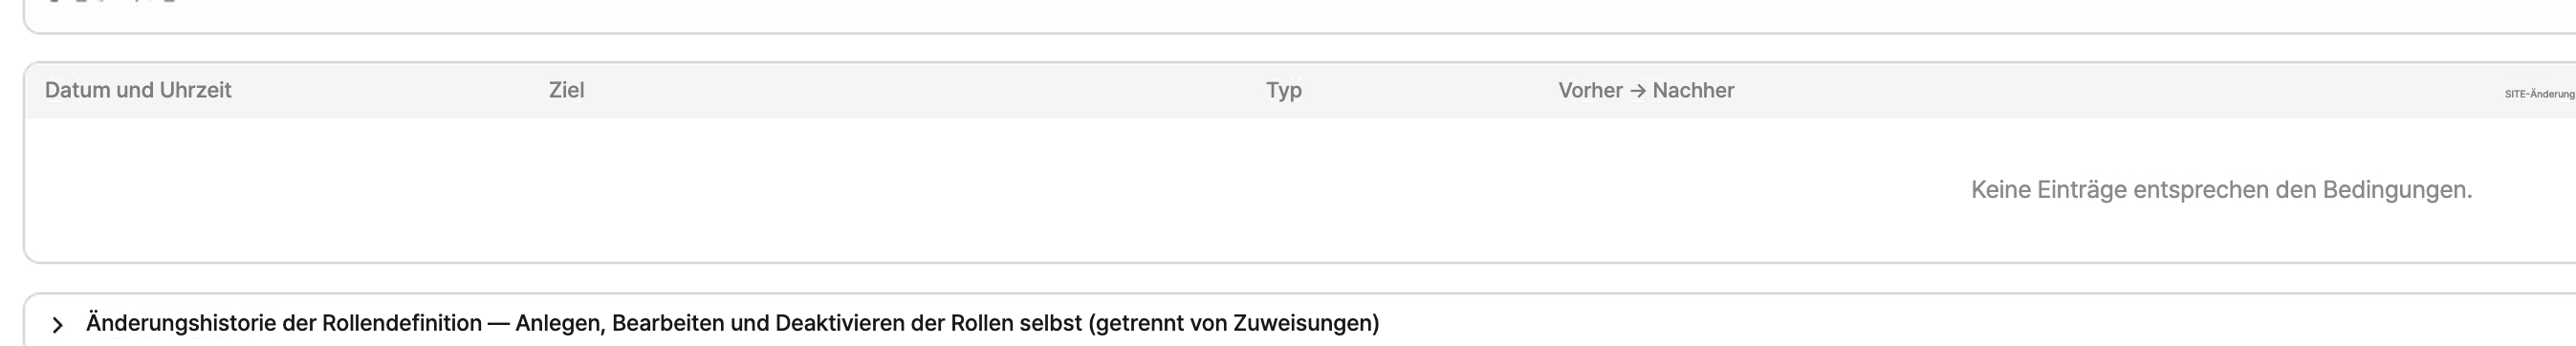 Datum und Uhrzeit Ziel Typ Vorher → Nachher SITE-Änderung
Keine Einträge entsprechen den Bedingungen.
Änderungshistorie der Rollendefinition — Anlegen, Bearbeiten und Deaktivieren der Rollen selbst (getrennt von Zuweisungen)